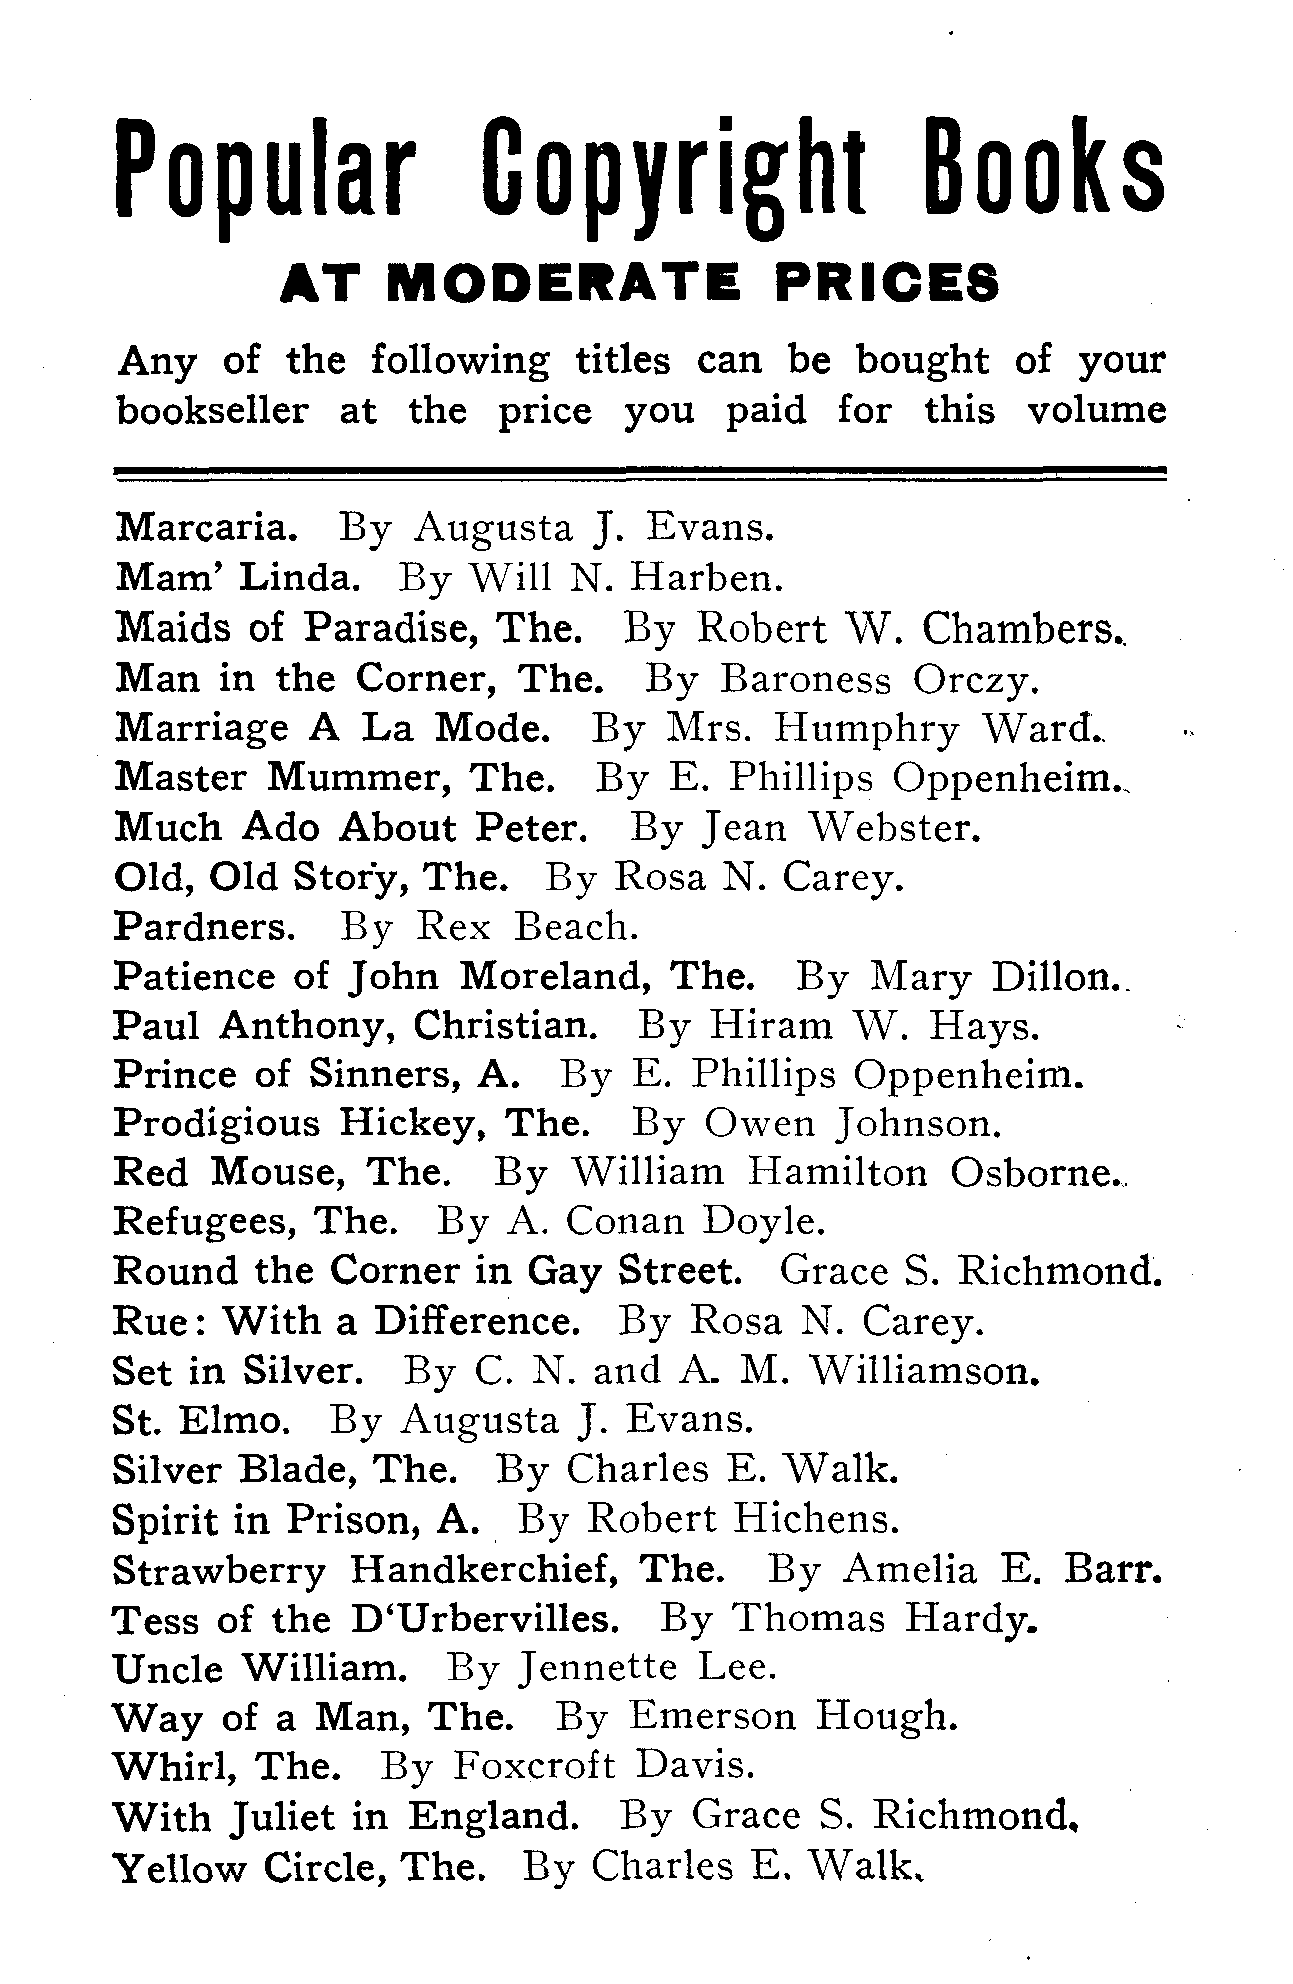 Popular Copyright Books
AT MODERATE PRICES
Any of the following titles can be bought of your
bookseller at the price you paid for this volume
Marcaria. By Augusta J. Evans.
Mam' Linda. By Will N. Harben.
Maids of Paradise, The. By Robert W. Chambers.
Man in the Corner, The. By Baroness Orczy.
Marriage A La Mode. By Mrs. Humphry Ward.
Master Mummer, The. By E. Phillips Oppenheim.
Much Ado About Peter. By Jean Webster.
Old, Old Story, The. By Rosa N. Carey.
Pardners. By Rex Beach.
Patience of John Moreland, The. By Mary Dillon.
Paul Anthony, Christian. By Hiram W. Hays.
Prince of Sinners, A. By E. Phillips Oppenheim.
Prodigious Hickey, The. By Owen Johnson.
Red Mouse, The. By William Hamilton Osborne.
Refugees, The. By A. Conan Doyle.
Round the Corner in Gay Street. Grace S. Richmond.
Rue: With a Difference. By Rosa N. Carey.
Set in Silver. By C. N. and A. M. Williamson.
St. Elmo. By Augusta J. Evans.
Silver Blade, The. By Charles E. Walk.
Spirit in Prison, A. By Robert Hichens.
Strawberry Handkerchief, The. By Amelia E. Barr.
Tess of the D‘Urbervilles. By Thomas Hardy.
Uncle William. By Jennette Lee.
Way of a Man, The. By Emerson Hough.
Whirl, The. By Foxcroft Davis.
With Juliet in England. By Grace S. Richmond.
Yellow Circle, The. By Charles E. Walk.